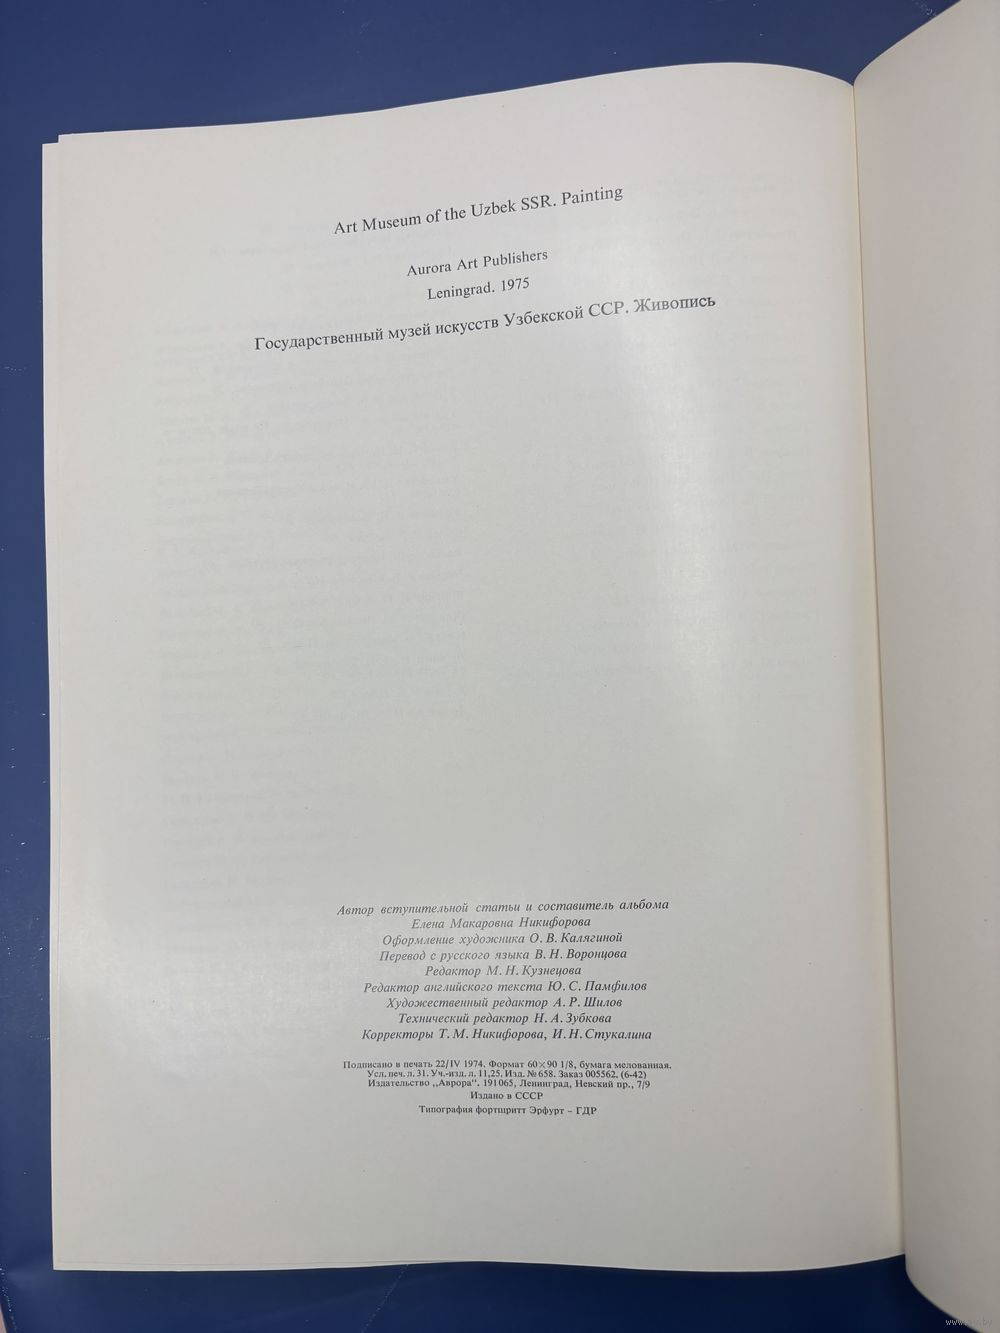 Art Museum of the Uzbek SSR. Painting
Aurora Art Publishers
Leningrad. 1975
Государственный музей искусств Узбекской ССР. Живопись
Автор вступительной статьи и составитель альбома
Елена Макаровна Никифорова
Оформление художника О. В. Калягиной
Перевод с русского языка В. Н. Воронцова
Редактор М. Н. Кузнецова
Редактор английского текста Ю. С. Памфилов
Художественный редактор А. Р. Шилов
Технический редактор Н. А. Зубкова
Корректоры Т. М. Никифорова, И. Н. Стукалина
Подписано в печать 22/IV 1974. Формат 60×90 1/8, бумага мелованная.
Усл. печ. л. 31. Уч.-изд. л. 11,25. Изд. № 658. Заказ 005562. (6-42)
Издательство „Аврора“. 191065, Ленинград, Невский пр., 7/9
Издано в СССР
Типография фортшритт Эрфурт – ГДР